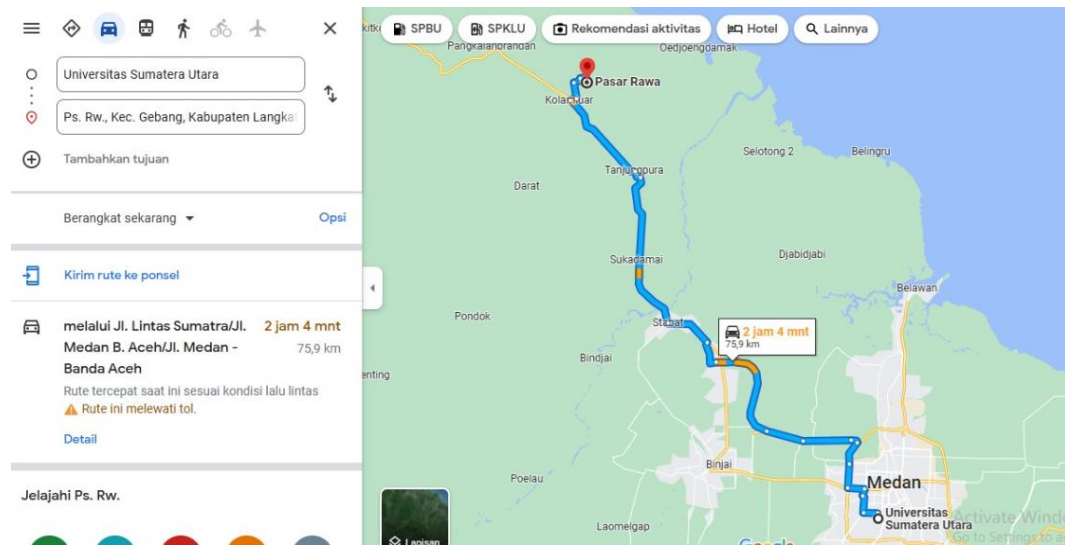 Universitas Sumatera Utara
Ps. Rw., Kec. Gebang, Kabupaten Langkat
Tambahkan tujuan
Berangkat sekarang
Opsi
Kirim rute ke ponsel
melalui Jl. Lintas Sumatra/Jl. 2 jam 4 mnt
Medan B. Aceh/Jl. Medan - 75,9 km
Banda Aceh
Rute tercepat saat ini sesuai kondisi lalu lintas
Rute ini melewati tol.
Detail
Jelajahi Ps. Rw.
SPBU
SPKLU
Rekomendasi aktivitas
Hotel
Lainnya
Pangkalanbrandan
Oedjoengdamak
Pasar Rawa
Tanjungpura
Selotong 2
Belingru
Darat
Sukadamai
Djabidjabi
Belawan
Pondok
Stabat
2 jam 4 mnt
75,9 km
Bindjai
enting
Binjai
Poelau
Medan
Universitas
Sumatera Utara
Laomelgap
Lapisan
Google
Activate Windo
Go to Settings to a